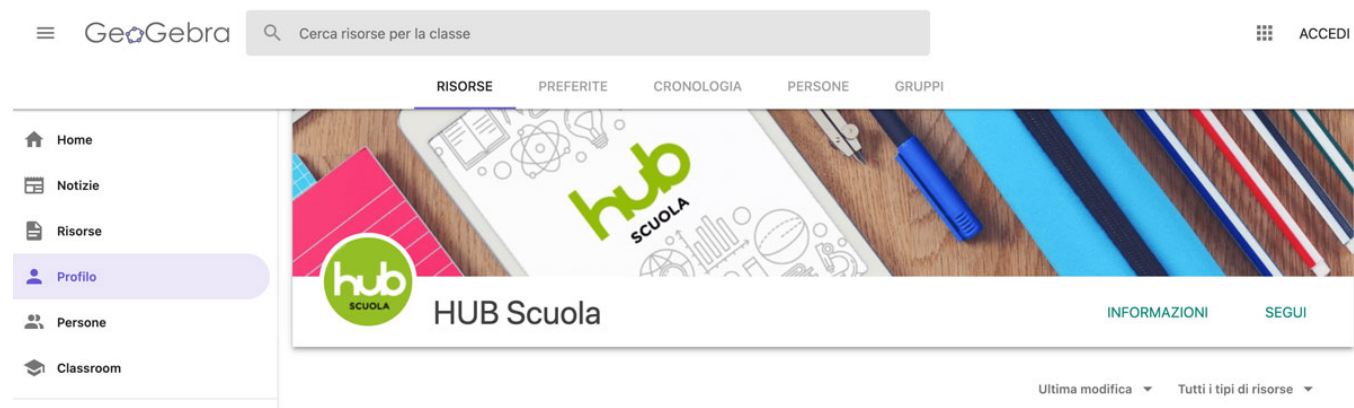 GeoGebra
Cerca risorse per la classe
ACCEDI
RISORSE PREFERITE CRONOLOGIA PERSONE GRUPPI
Home
Notizie
Risorse
Profilo
Persone
Classroom
hub
SCUOLA
hub
SCUOLA
HUB Scuola
INFORMAZIONI SEGUI
Ultima modifica Tutti i tipi di risorse